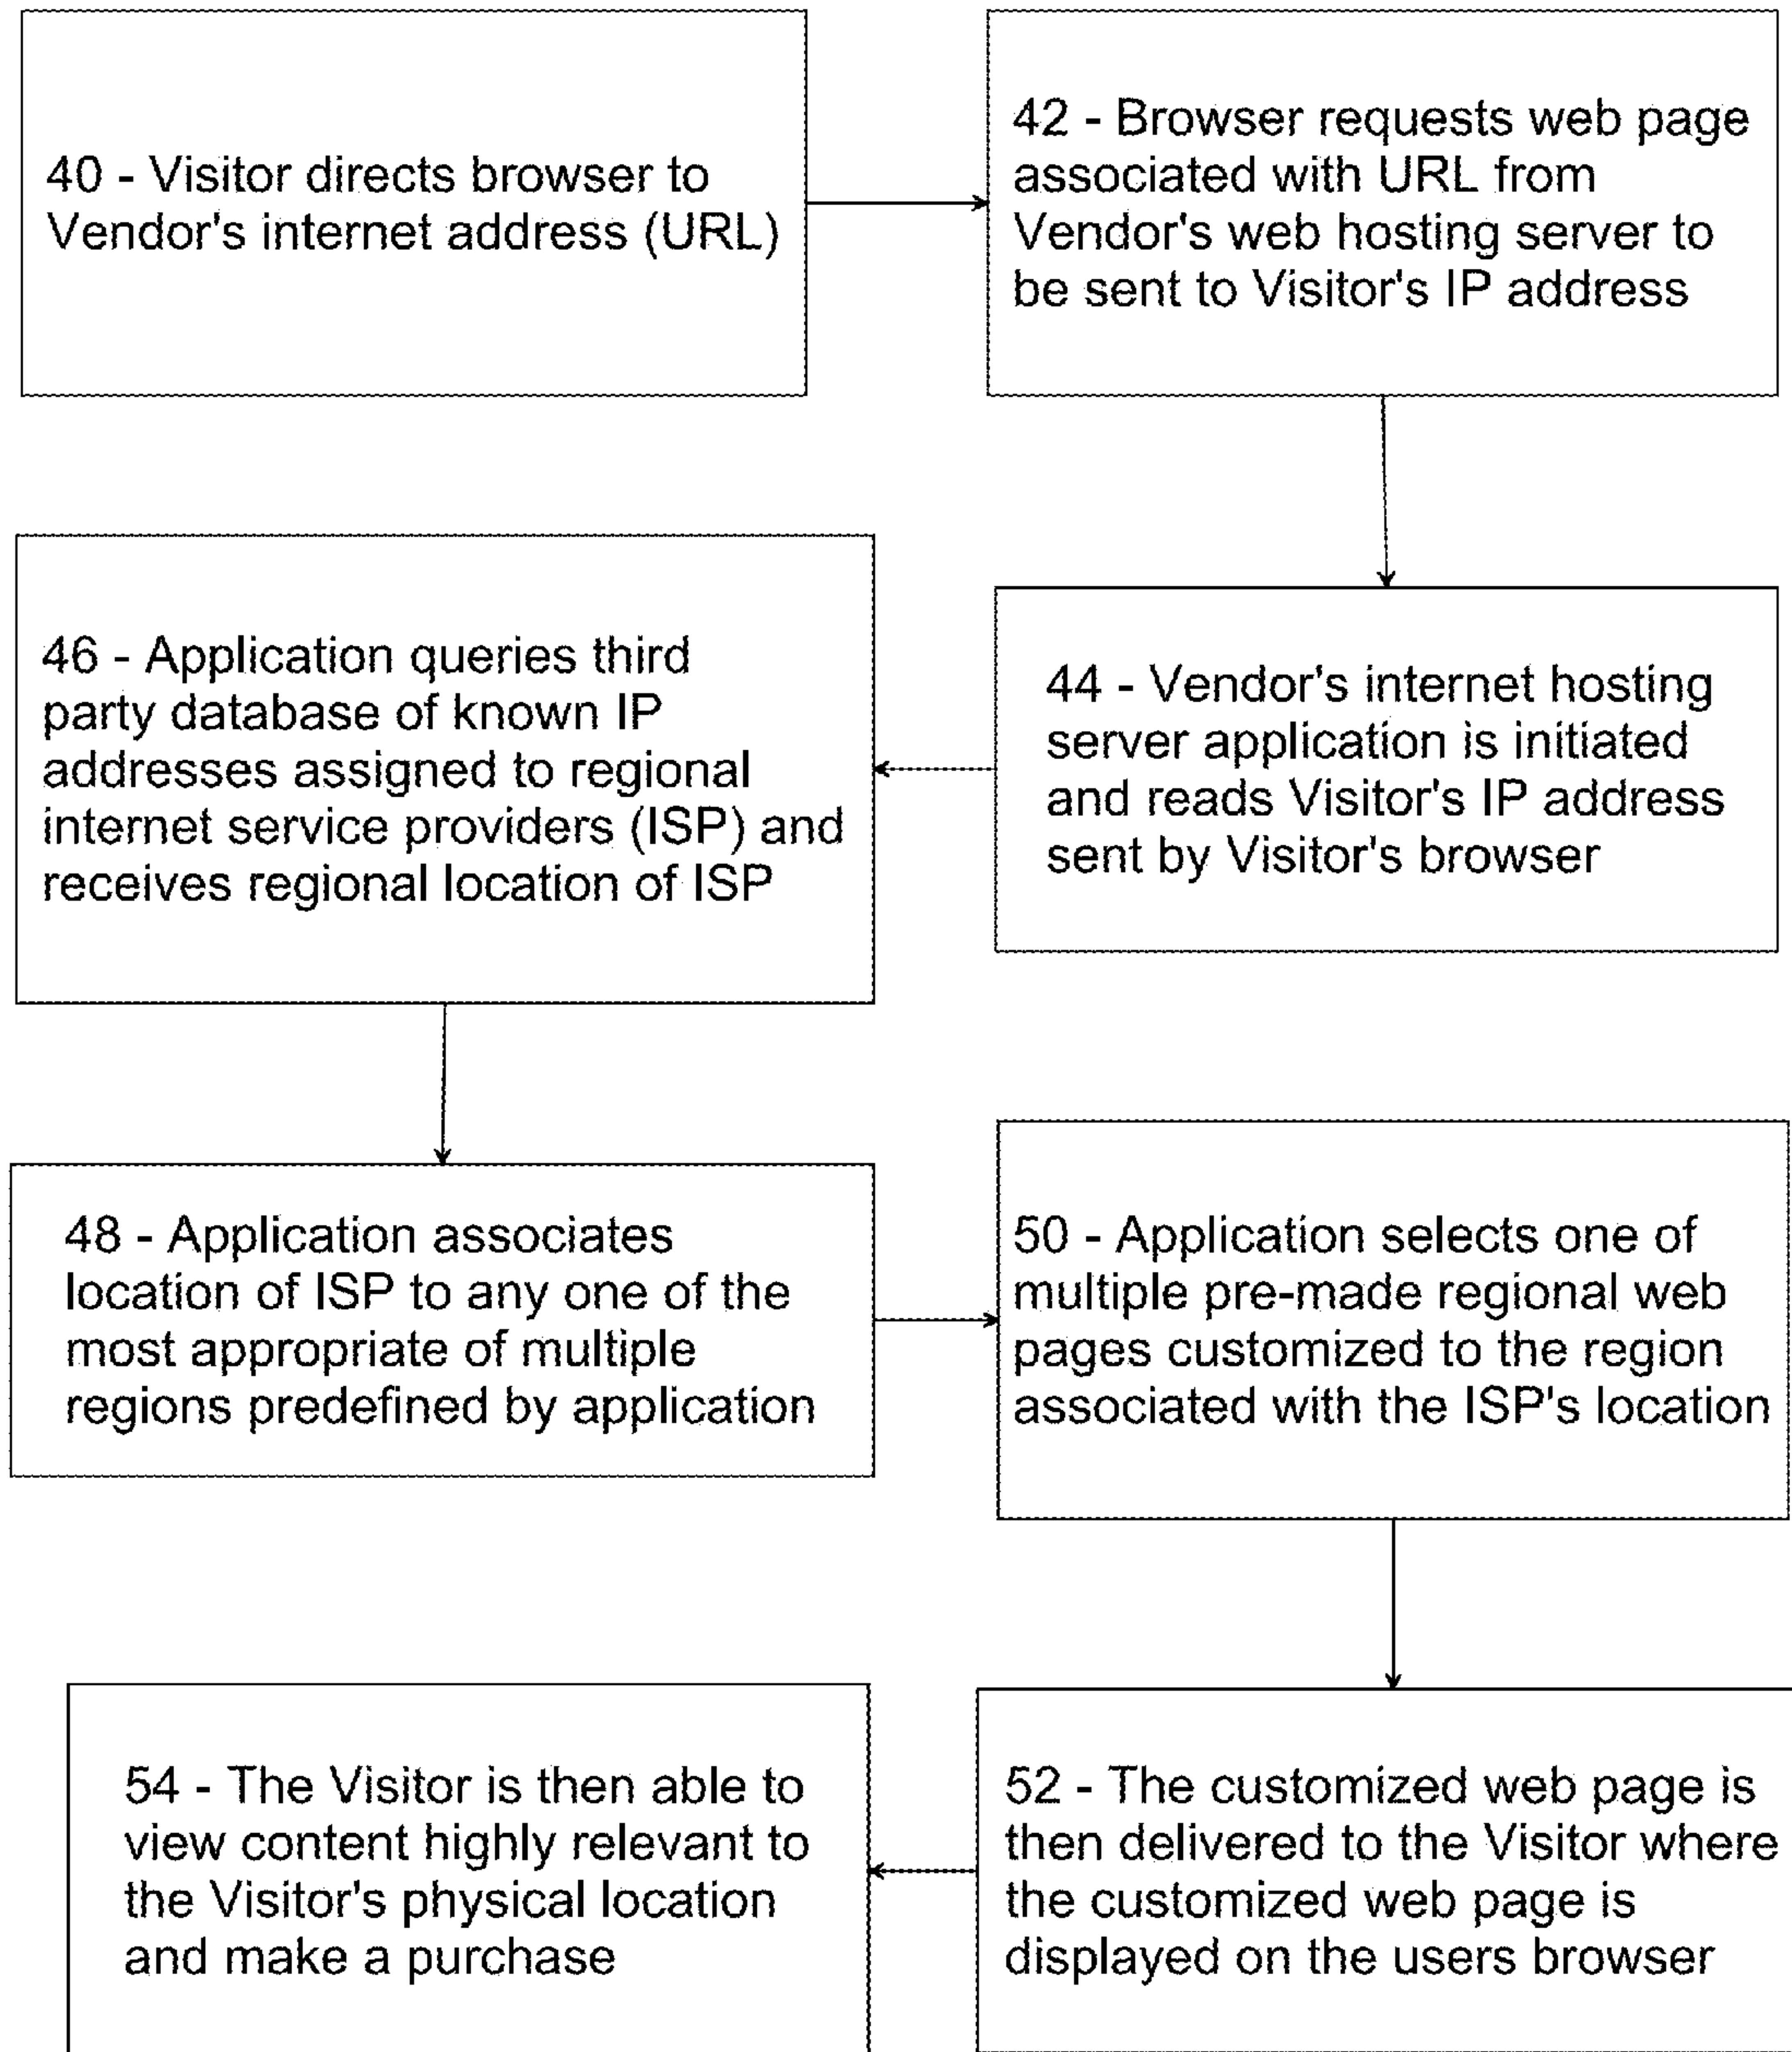 40 - Visitor directs browser to
Vendor's internet address (URL)
42 - Browser requests web page
associated with URL from
Vendor's web hosting server to
be sent to Visitor's IP address
44 - Vendor's internet hosting
server application is initiated
and reads Visitor's IP address
sent by Visitor's browser
46 - Application queries third
party database of known IP
addresses assigned to regional
internet service providers (ISP) and
receives regional location of ISP
48 - Application associates
location of ISP to any one of the
most appropriate of multiple
regions predefined by application
50 - Application selects one of
multiple pre-made regional web
pages customized to the region
associated with the ISP's location
52 - The customized web page is
then delivered to the Visitor where
the customized web page is
displayed on the users browser
54 - The Visitor is then able to
view content highly relevant to
the Visitor's physical location
and make a purchase